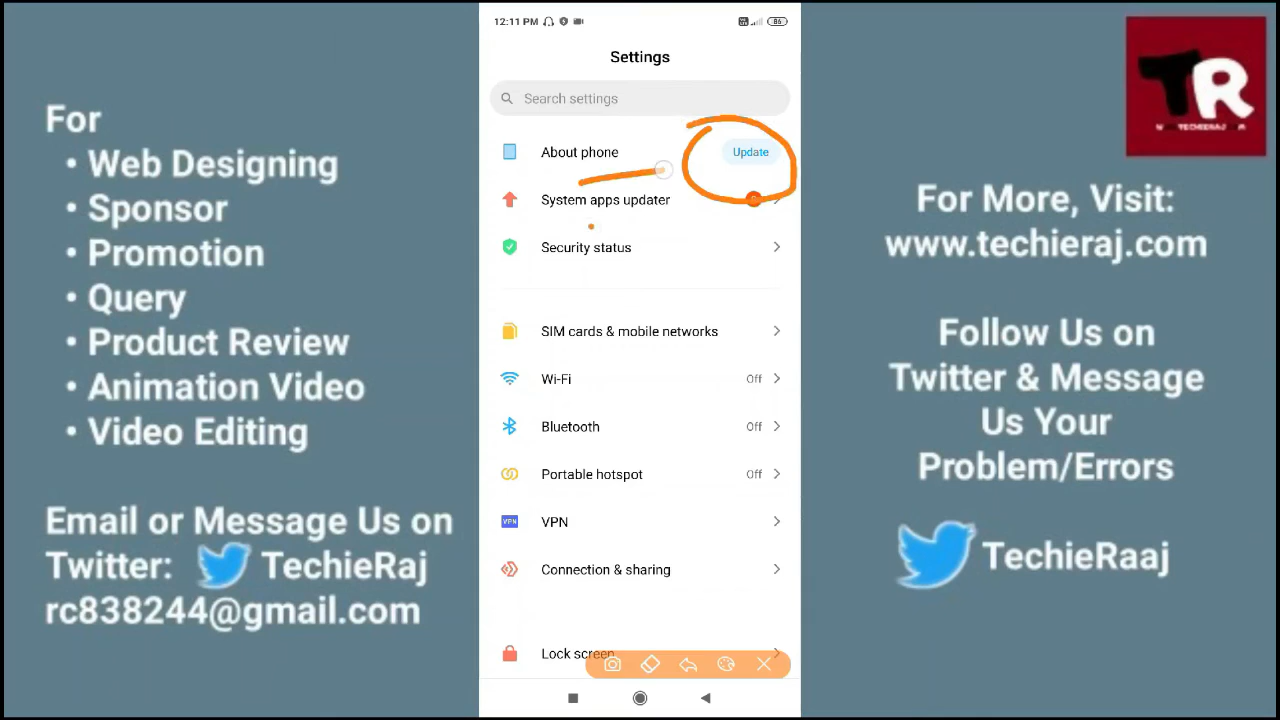 For
• Web Designing
• Sponsor
• Promotion
• Query
• Product Review
• Animation Video
• Video Editing
Email or Message Us on
Twitter: TechieRaj
rc838244@gmail.com
12:11 PM
86
Settings
Search settings
About phone
Update
System apps updater
Security status
SIM cards & mobile networks
Wi-Fi
Off
Bluetooth
Off
Portable hotspot
Off
VPN
VPN
Connection & sharing
Lock screen
TR
For More, Visit:
www.techieraj.com
Follow Us on
Twitter & Message
Us Your
Problem/Errors
TechieRaaj